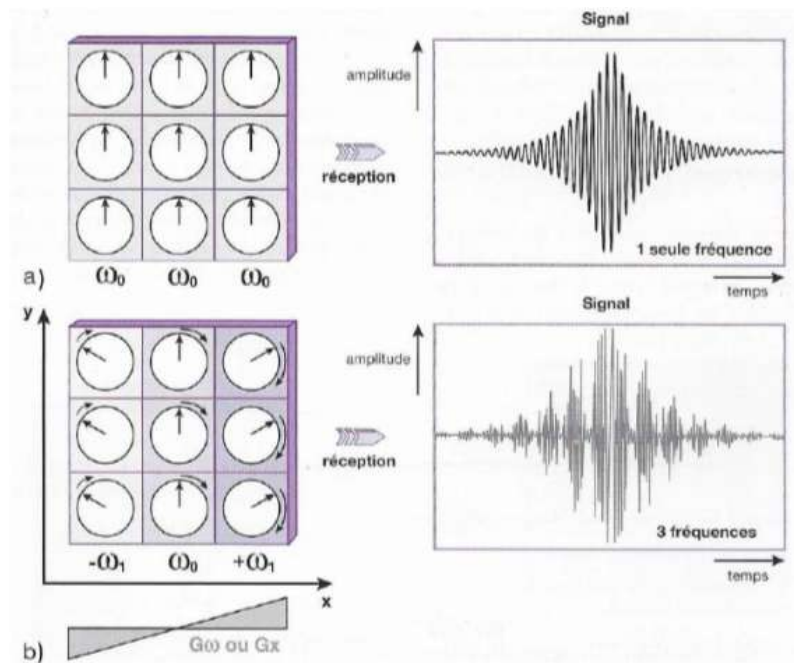 Signal
amplitude
réception
1 seule fréquence
a)
ω₀ ω₀ ω₀
temps
Signal
y
amplitude
réception
3 fréquences
-ω₁ ω₀ +ω₁
temps
x
b)
Gω ou Gx